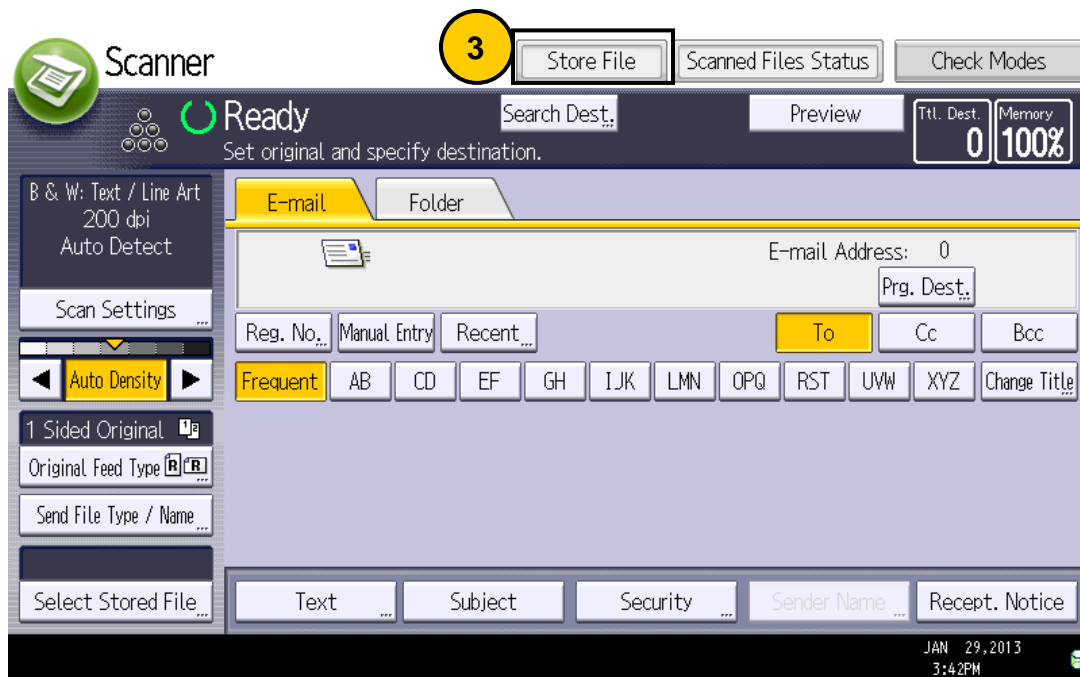 Scanner
3
Store File
Scanned Files Status
Check Modes
Ready
Search Dest.
Preview
Ttl. Dest.
0
Memory
100%
Set original and specify destination.
B & W: Text / Line Art
200 dpi
Auto Detect
E-mail
Folder
E-mail Address: 0
Prg. Dest.
Scan Settings
Reg. No.
Manual Entry
Recent
To
Cc
Bcc
Auto Density
Frequent
AB
CD
EF
GH
IJK
LMN
OPQ
RST
UVW
XYZ
Change Title
1 Sided Original
Original Feed Type
Send File Type / Name
Select Stored File
Text
Subject
Security
Sender Name
Recept. Notice
JAN 29,2013
3:42PM